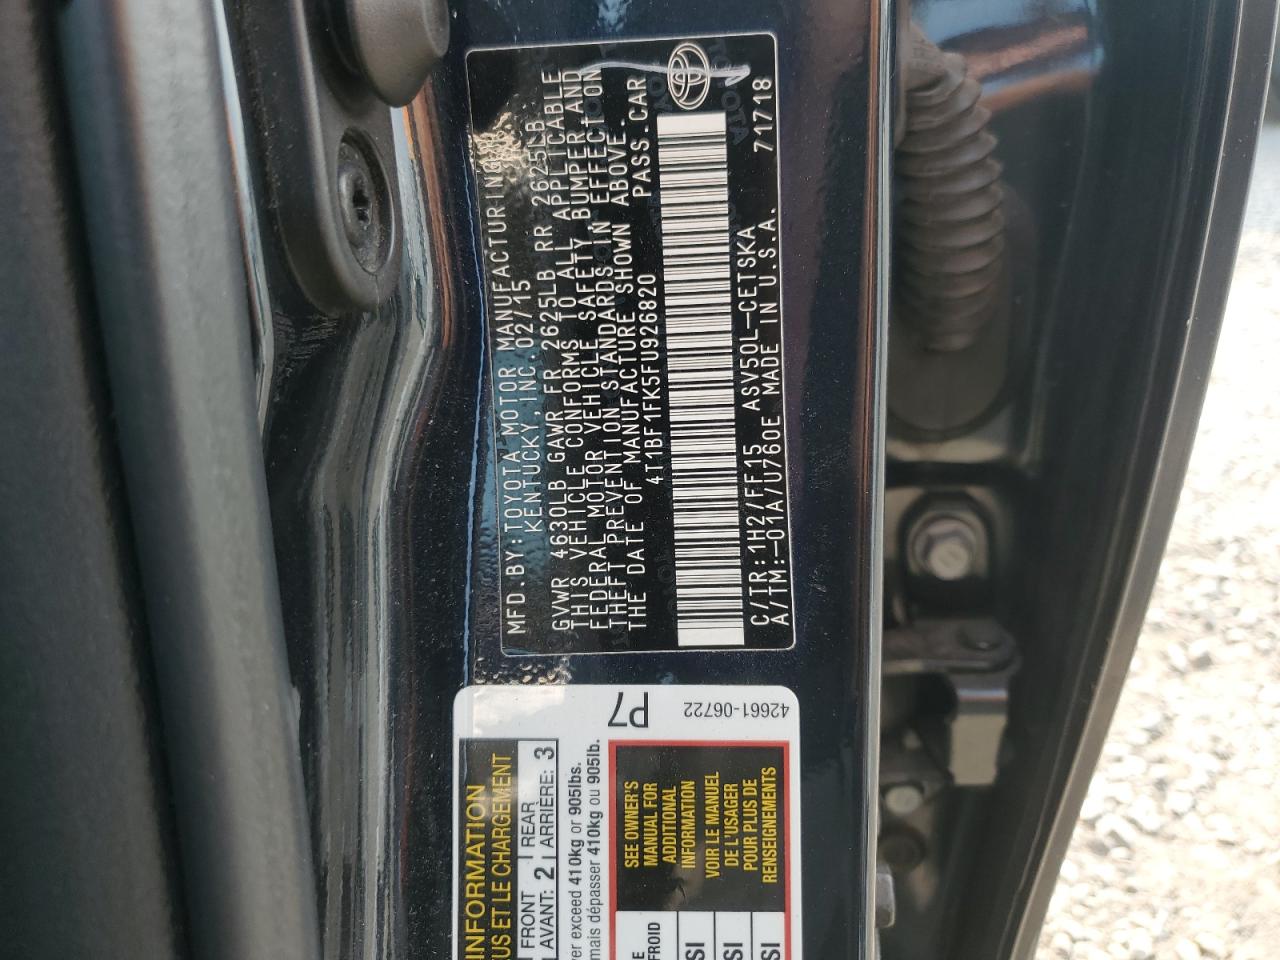 MFD.BY:TOYOTA MOTOR MANUFACTURING
KENTUCKY, INC. 02/15
GVWR 4630LB GAWR FR 2625LB RR 2625LB
THIS VEHICLE CONFORMS TO ALL APPLICABLE
FEDERAL MOTOR VEHICLE SAFETY, BUMPER AND
THEFT PREVENTION STANDARDS IN EFFECT ON
THE DATE OF MANUFACTURE SHOWN ABOVE.
4T1BF1FK5FU926820 PASS.CAR
C/TR:1H2/FF15 ASV50L-CETSKA
A/TM:-01A/U760E MADE IN U.S.A. 71718
P7
42661-06722
INFORMATION
ET LE CHARGEMENT
FRONT
AVANT: 2
REAR
ARRIÈRE: 3
exceed 410kg or 905lbs.
dépasser 410kg ou 905lb.
SEE OWNER'S
MANUAL FOR
ADDITIONAL
INFORMATION
VOIR LE MANUEL
DE L'USAGER
POUR PLUS DE
RENSEIGNEMENTS